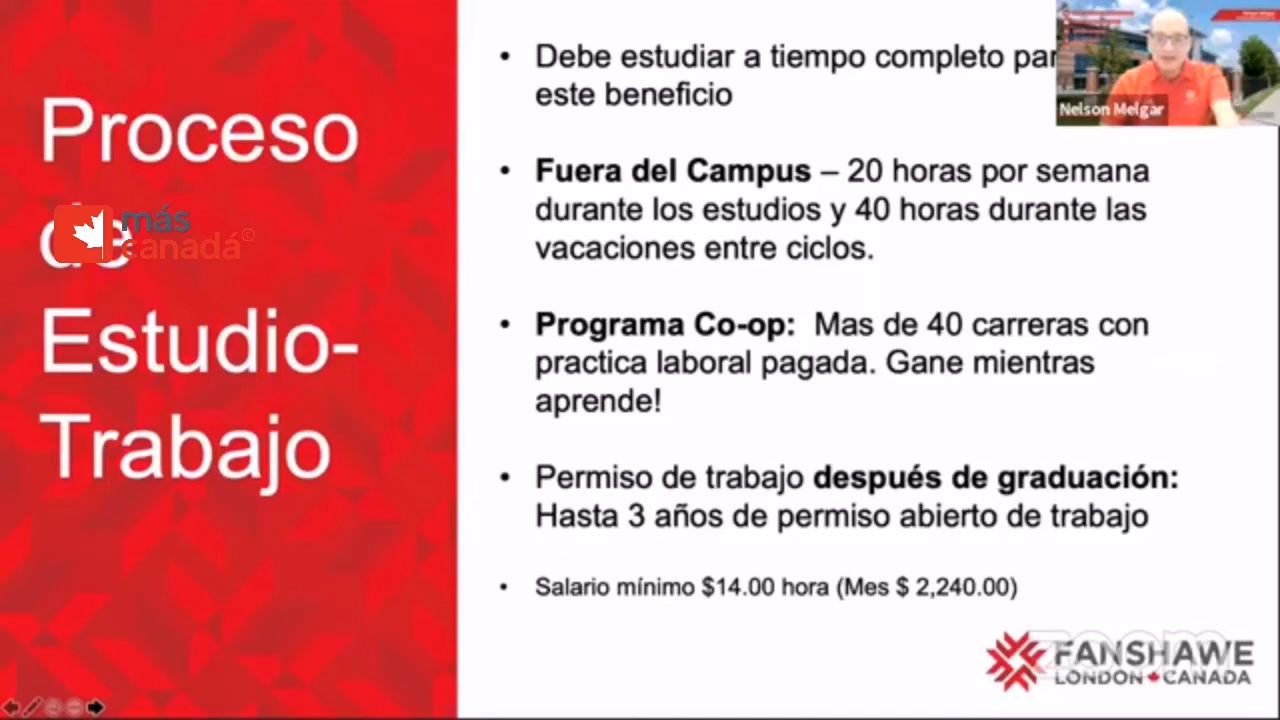 Proceso
de
Estudio-
Trabajo
más
canadá©
• Debe estudiar a tiempo completo
este beneficio
• Fuera del Campus – 20 horas por semana
durante los estudios y 40 horas durante las
vacaciones entre ciclos.
• Programa Co-op: Mas de 40 carreras con
practica laboral pagada. Gane mientras
aprende!
• Permiso de trabajo después de graduación:
Hasta 3 años de permiso abierto de trabajo
• Salario mínimo $14.00 hora (Mes $ 2,240.00)
Nelson Melgar
zoom
FANSHAWE
LONDON CANADA